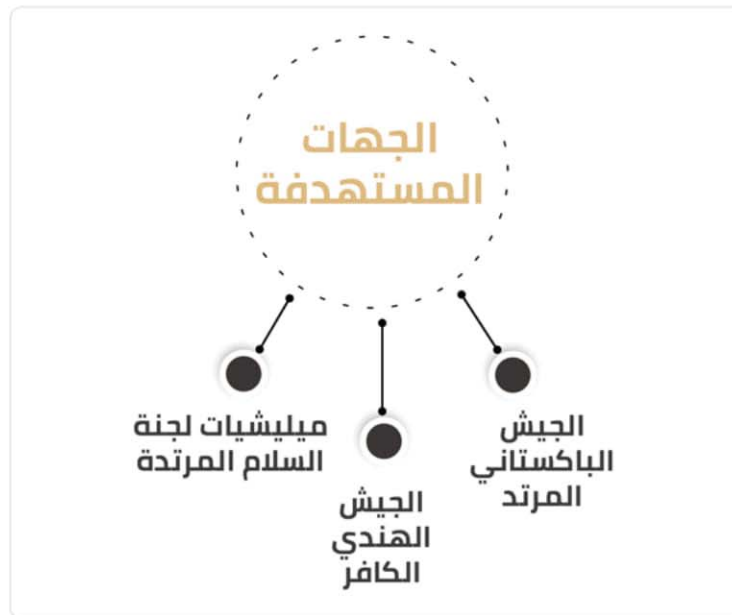 الجهات
المستهدفة
الجيش
الباكستاني
المرتد
الجيش
الهندي
الكافر
ميليشيات لجنة
السلام المرتدة